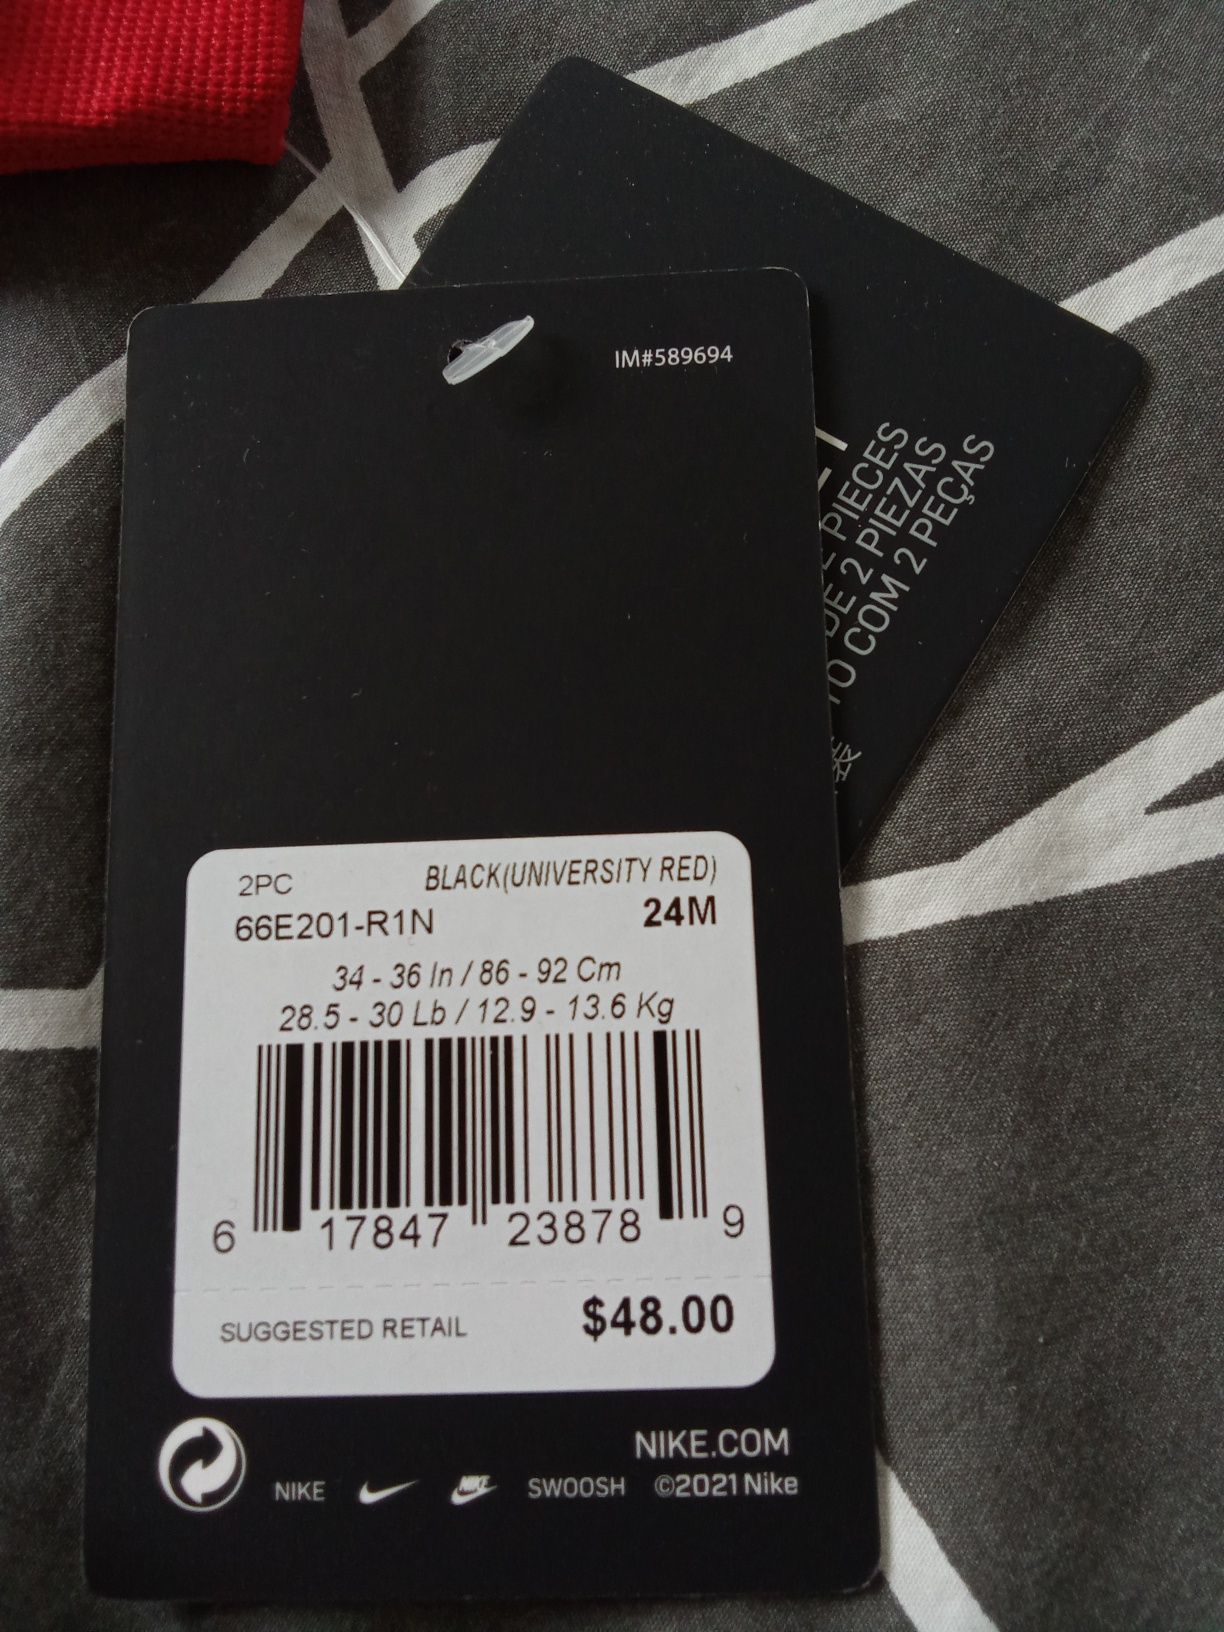 IM#589694
PIECES
DE 2 PIEZAS
COM 2 PEÇAS
2PC BLACK(UNIVERSITY RED)
66E201-R1N 24M
34 - 36 In / 86 - 92 Cm
28.5 - 30 Lb / 12.9 - 13.6 Kg
6 17847 23878 9
SUGGESTED RETAIL $48.00
NIKE.COM
NIKE NIKE SWOOSH ©2021 Nike